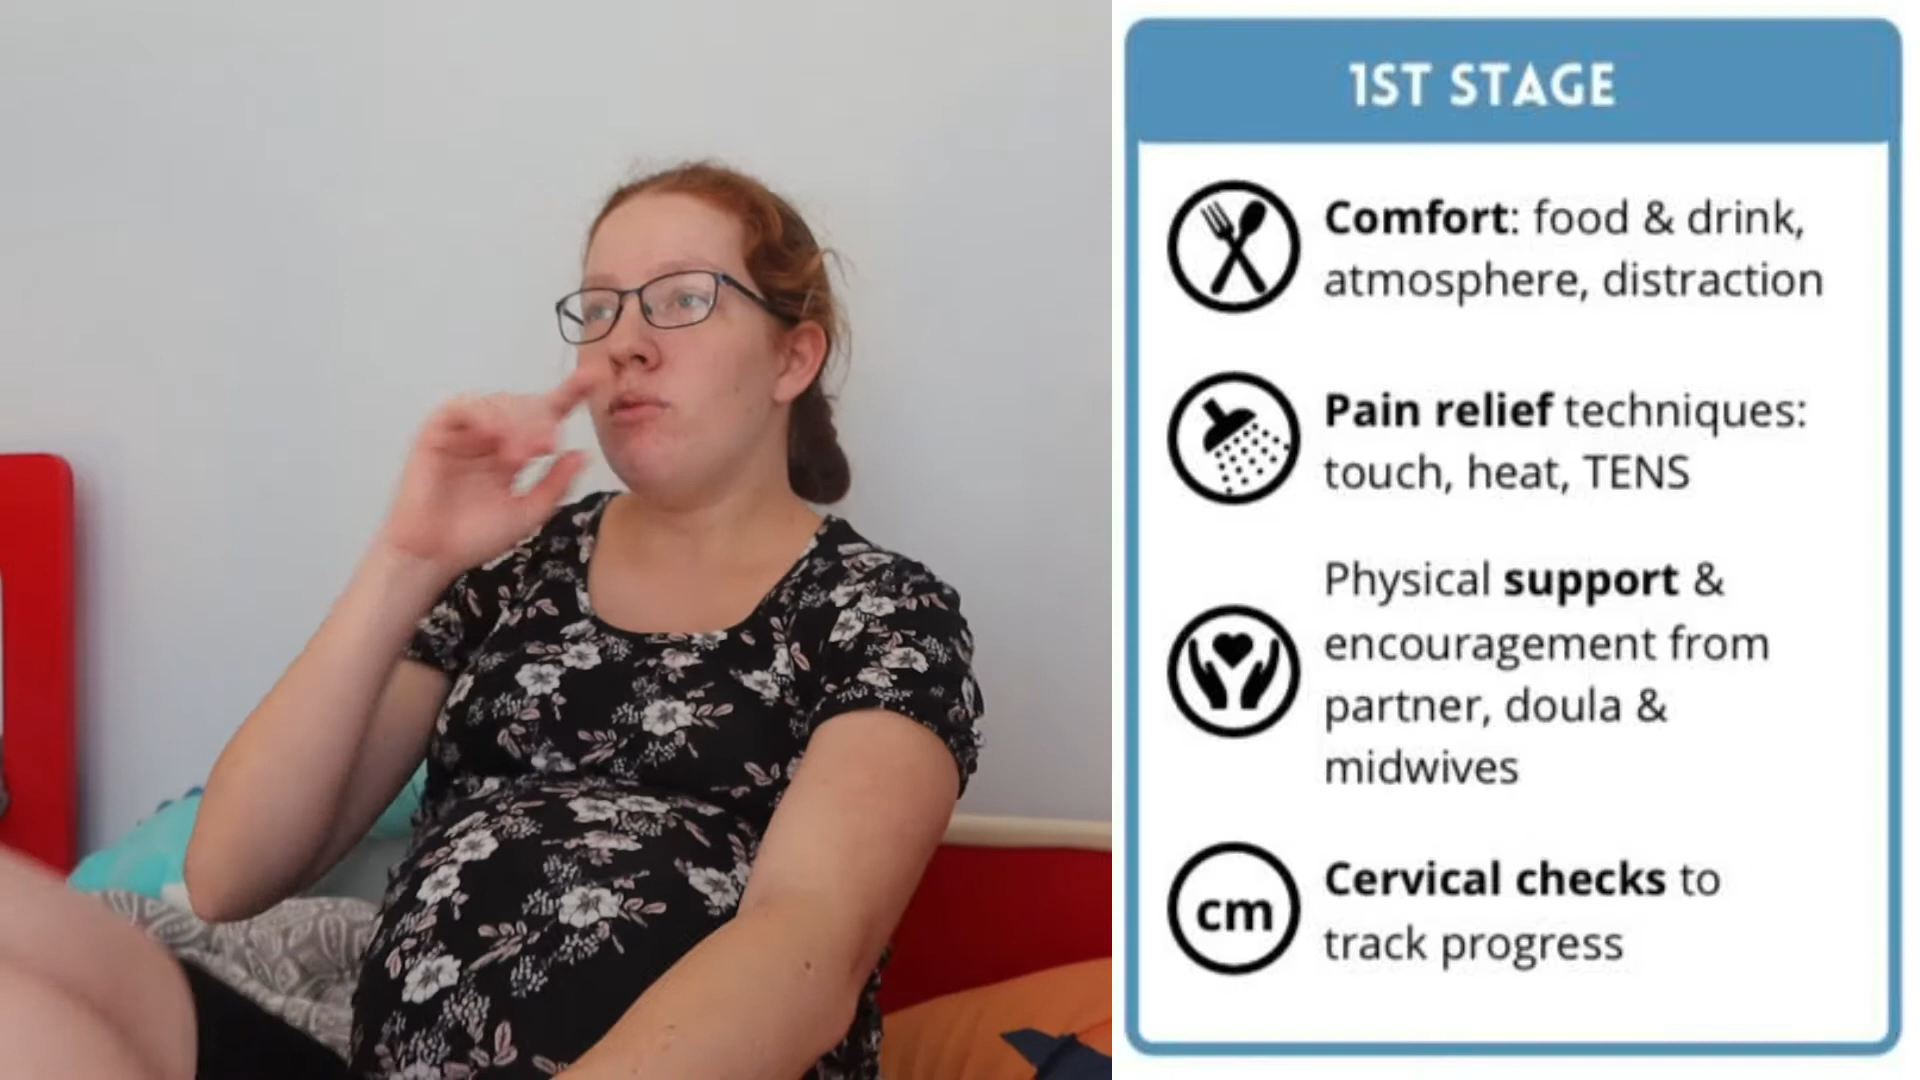 1ST STAGE
Comfort: food & drink,
atmosphere, distraction
Pain relief techniques:
touch, heat, TENS
Physical support &
encouragement from
partner, doula &
midwives
cm
Cervical checks to
track progress